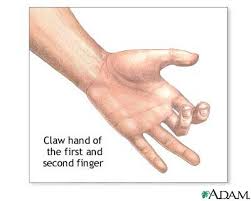 Claw hand of
the first and
second finger
ADAM.